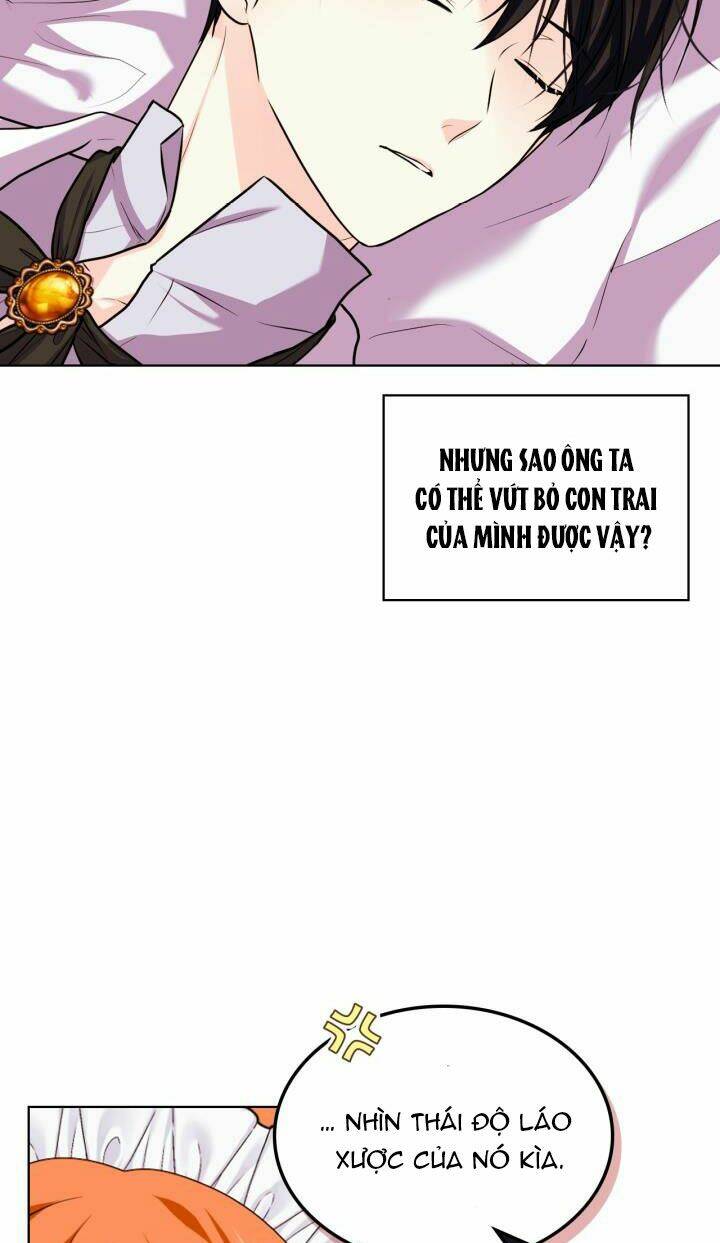 NHƯNG SAO ÔNG TA
CÓ THỂ VỨT BỎ CON TRAI
CỦA MÌNH ĐƯỢC VẬY?
... NHÌN THÁI ĐỘ LÁO
XƯỢC CỦA NÓ KÌA.